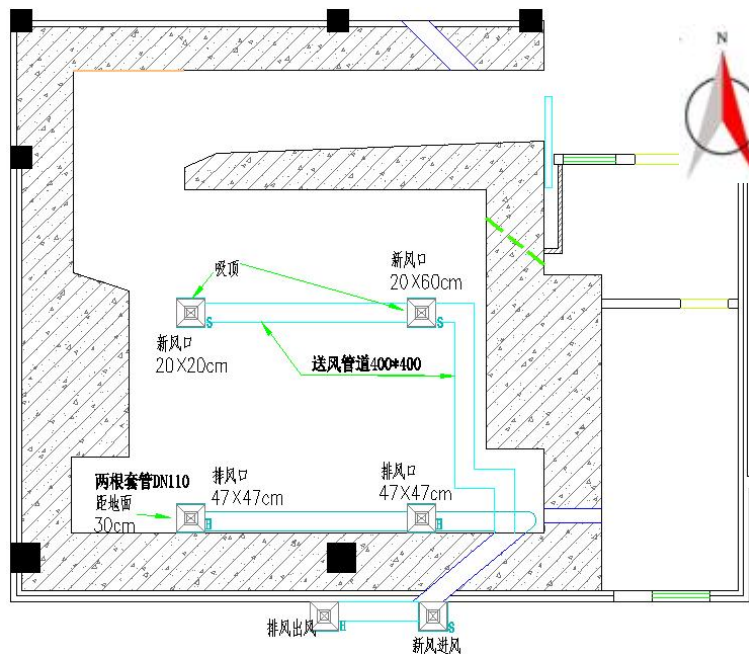 N
吸顶
新风口
20X60cm
S
S
新风口
20X20cm
送风管道400*400
两根套管DN110
距地面
30cm
排风口
47X47cm
排风口
47X47cm
H
H
排风出风
H
新风进风
S